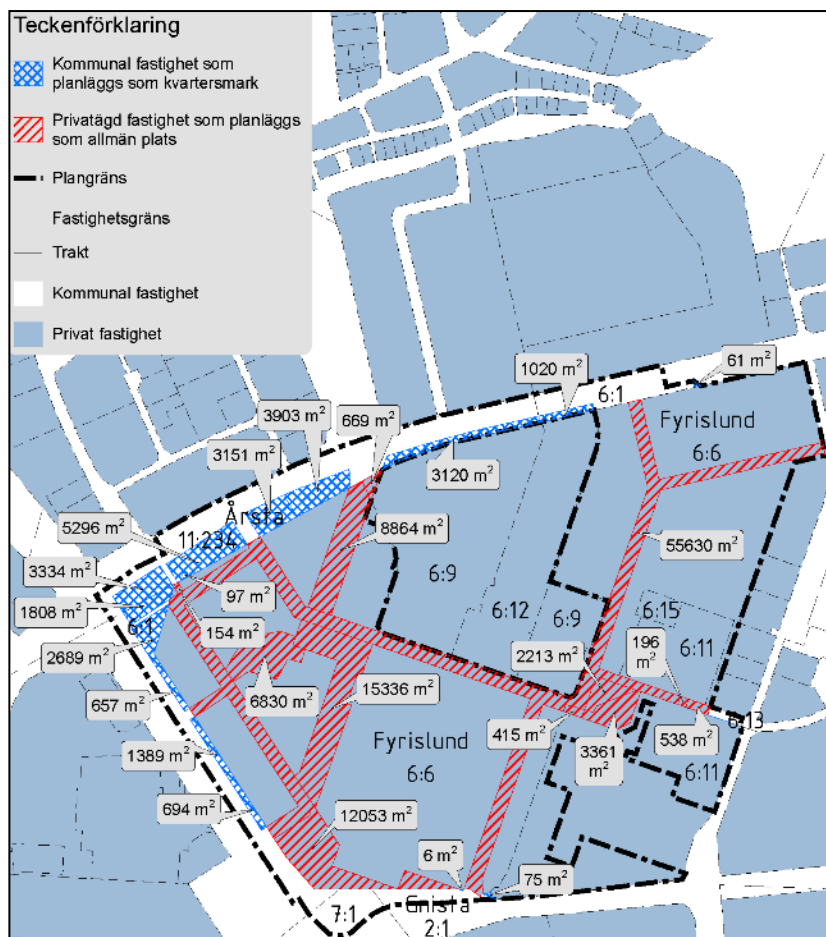 Teckenförklaring
Kommunal fastighet som
planläggs som kvartersmark
Privatägd fastighet som planläggs
som allmän plats
Plangräns
Fastighetsgräns
Trakt
Kommunal fastighet
Privat fastighet
61 m²
1020 m²
6:1
3903 m²
669 m²
Fyrislund
6:6
3151 m²
3120 m²
Årsta
11:234
5296 m²
8864 m²
55630 m²
3334 m²
6:9
97 m²
1808 m²
6:1
154 m²
6:12
6:9
6:15
6:11
196
m²
2689 m²
2213 m²
657 m²
6830 m²
15336 m²
415 m²
3361
m²
538 m²
6:13
1389 m²
Fyrislund
6:6
6:11
694 m²
12053 m²
6 m²
75 m²
Gnista
2:1
7:1